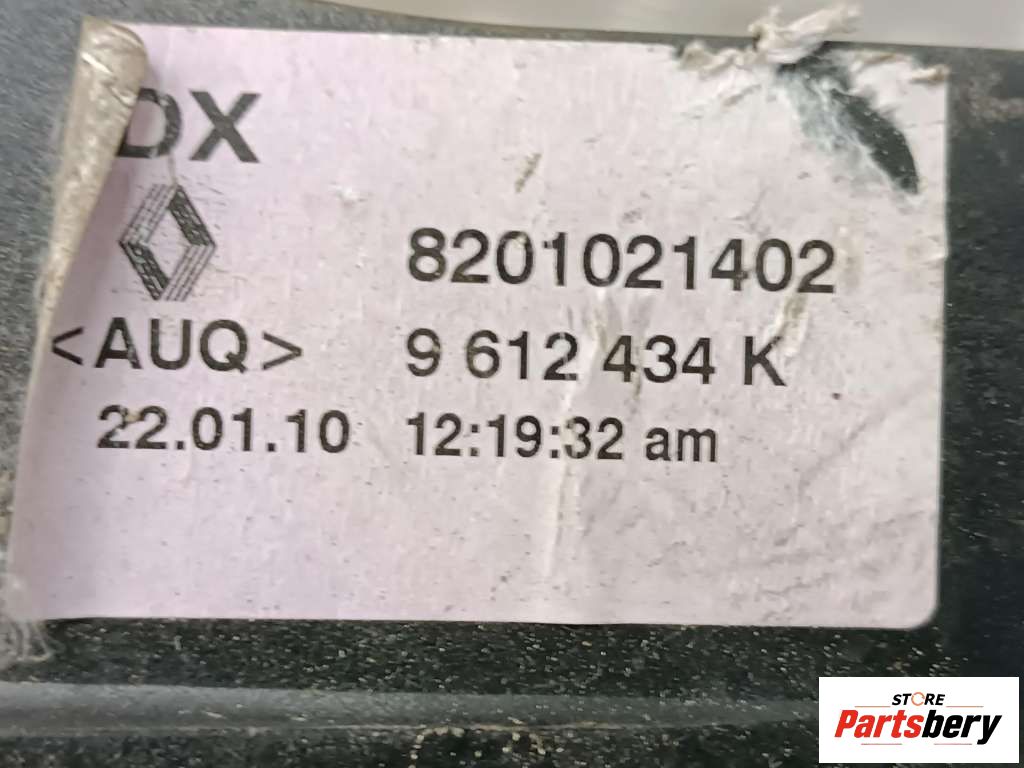 DX
8201021402
<AUQ> 9 612 434 K
22.01.10 12:19:32 am
STORE
Partsbery